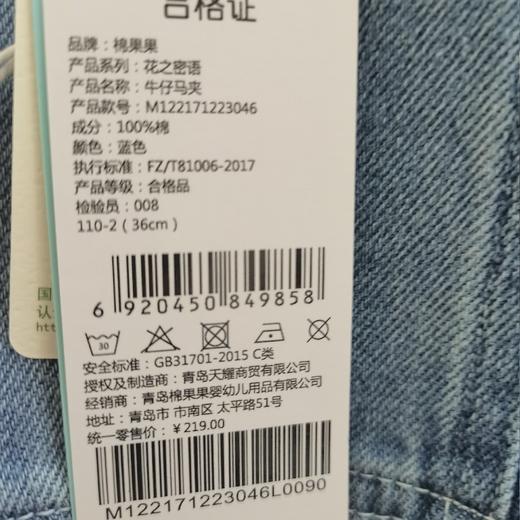 合格证
品牌：棉果果
产品系列：花之密语
产品名称：牛仔马夹
产品款号：M122171223046
成分：100%棉
颜色：蓝色
执行标准：FZ/T81006-2017
产品等级：合格品
检验员：008
110-2（36cm）
6 920450 849858
30
安全标准：GB31701-2015 C类
授权及制造商：青岛天耀商贸有限公司
经销商：青岛棉果果婴幼儿用品有限公司
地址：青岛市 市南区 太平路51号
统一零售价：￥219.00
M122171223046L0090
国
认
htt